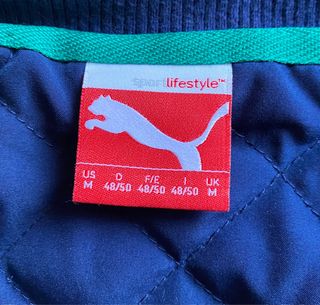 sportlifestyle™
US D F/E I UK
M 48/50 48/50 48/50 M